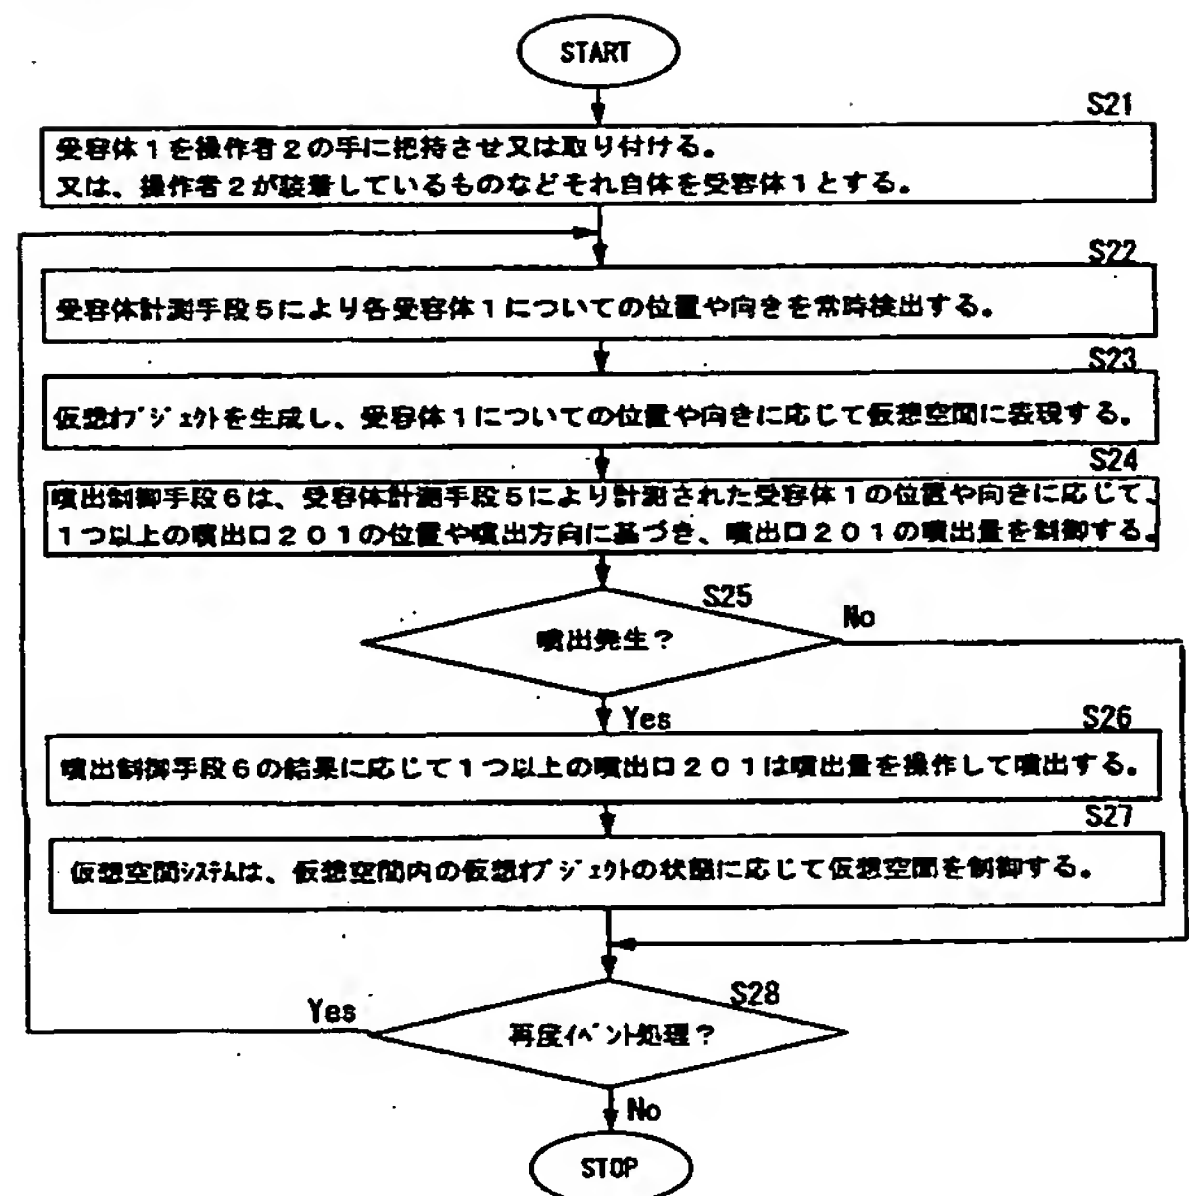 START
S21
受容体1を操作者2の手に把持させ又は取り付ける。
又は、操作者2が装着しているものなどそれ自体を受容体1とする。
S22
受容体計測手段5により各受容体1についての位置や向きを常時検出する。
S23
仮想オブジェクトを生成し、受容体1についての位置や向きに応じて仮想空間に表現する。
S24
噴出制御手段6は、受容体計測手段5により計測された受容体1の位置や向きに応じて、
1つ以上の噴出口201の位置や噴出方向に基づき、噴出口201の噴出量を制御する。
S25
噴出発生?
No
Yes
S26
噴出制御手段6の結果に応じて1つ以上の噴出口201は噴出量を操作して噴出する。
S27
仮想空間システムは、仮想空間内の仮想オブジェクトの状態に応じて仮想空間を制御する。
S28
Yes
再度イベント処理?
No
STOP